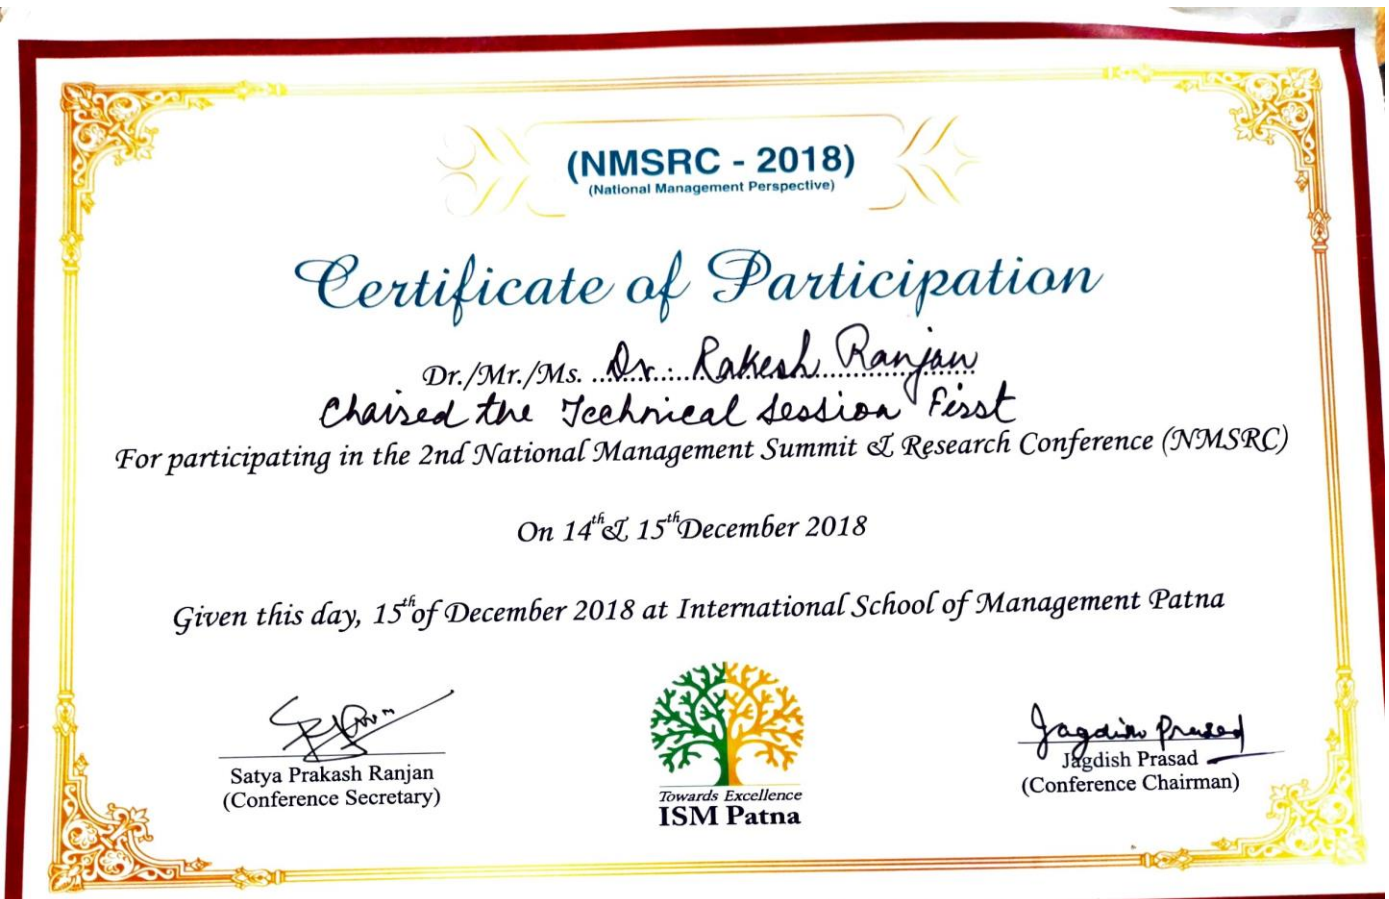 (NMSRC - 2018)
(National Management Perspective)
Certificate of Participation
Dr./Mr./Ms. Dr. Rakesh Ranjan
Chaired the Technical Session First
For participating in the 2nd National Management Summit & Research Conference (NMSRC)
On 14th & 15th December 2018
Given this day, 15th of December 2018 at International School of Management Patna
Jagdish Prasad
Satya Prakash Ranjan
(Conference Secretary)
Towards Excellence
ISM Patna
Jagdish Prasad
(Conference Chairman)